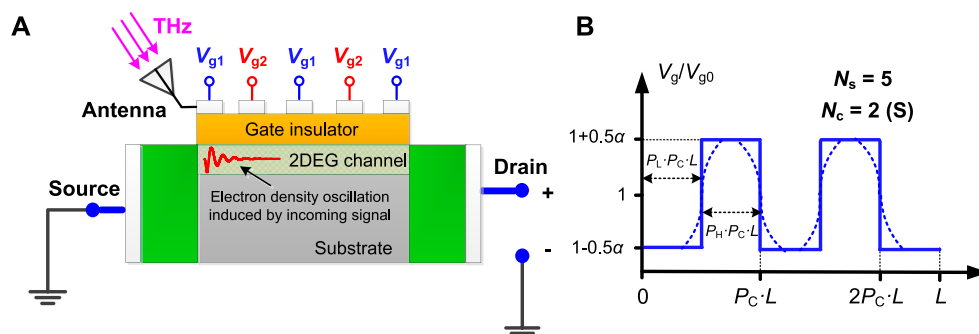 A
THz
Antenna
Vg1
Vg2
Vg1
Vg2
Vg1
Gate insulator
2DEG channel
Electron density oscillation
induced by incoming signal
Substrate
Source
Drain
+
-
B
Vg/Vg0
Ns = 5
Nc = 2 (S)
1+0.5α
PL·PC·L
1
PH·PC·L
1-0.5α
0
PC·L
2PC·L
L